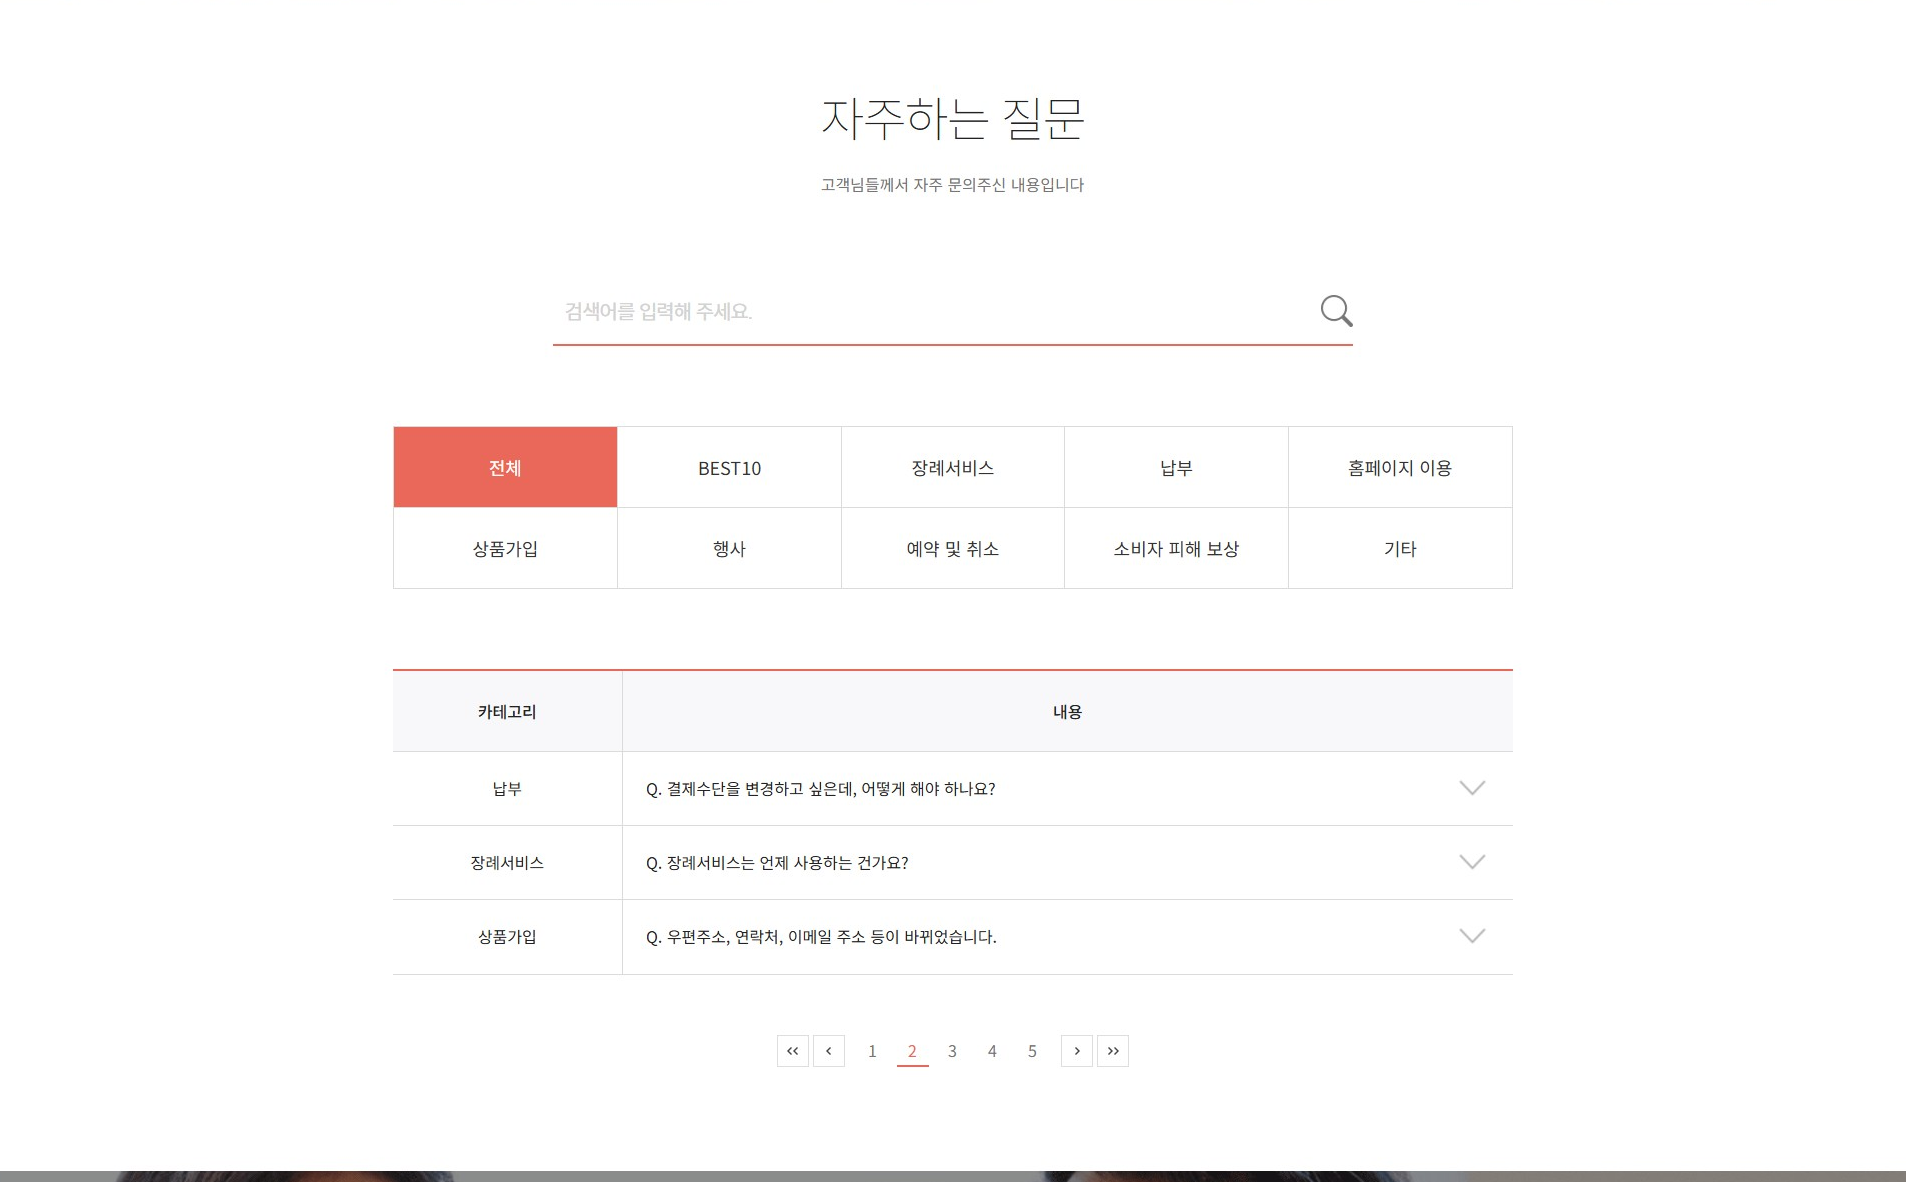 자주하는 질문
고객님들께서 자주 문의주신 내용입니다
검색어를 입력해 주세요.
전체 BEST10 장례서비스 납부 홈페이지 이용
상품가입 행사 예약 및 취소 소비자 피해 보상 기타
카테고리 내용
납부 Q. 결제수단을 변경하고 싶은데, 어떻게 해야 하나요?
장례서비스 Q. 장례서비스는 언제 사용하는 건가요?
상품가입 Q. 우편주소, 연락처, 이메일 주소 등이 바뀌었습니다.
« ‹ 1 2 3 4 5 › »